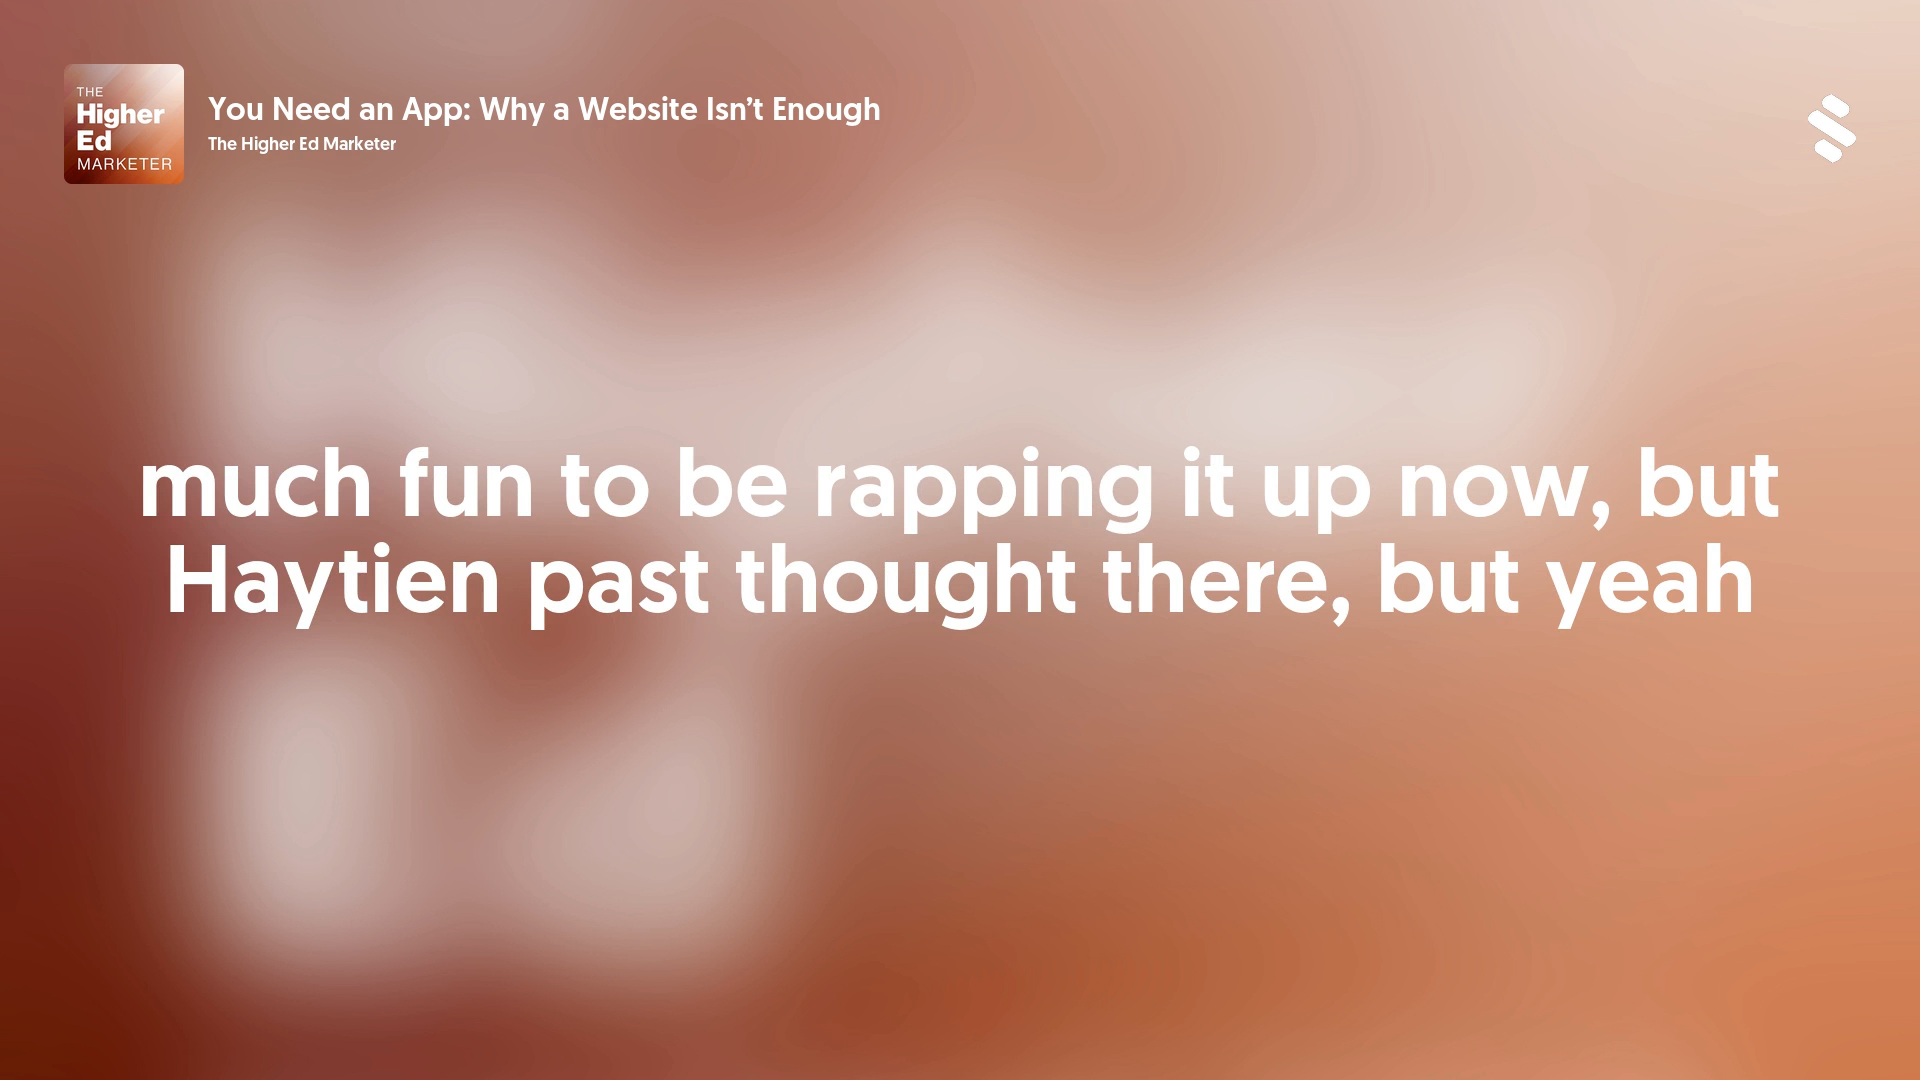 THE
Higher
Ed
MARKETER
You Need an App: Why a Website Isn’t Enough
The Higher Ed Marketer
much fun to be rapping it up now, but
Haytien past thought there, but yeah